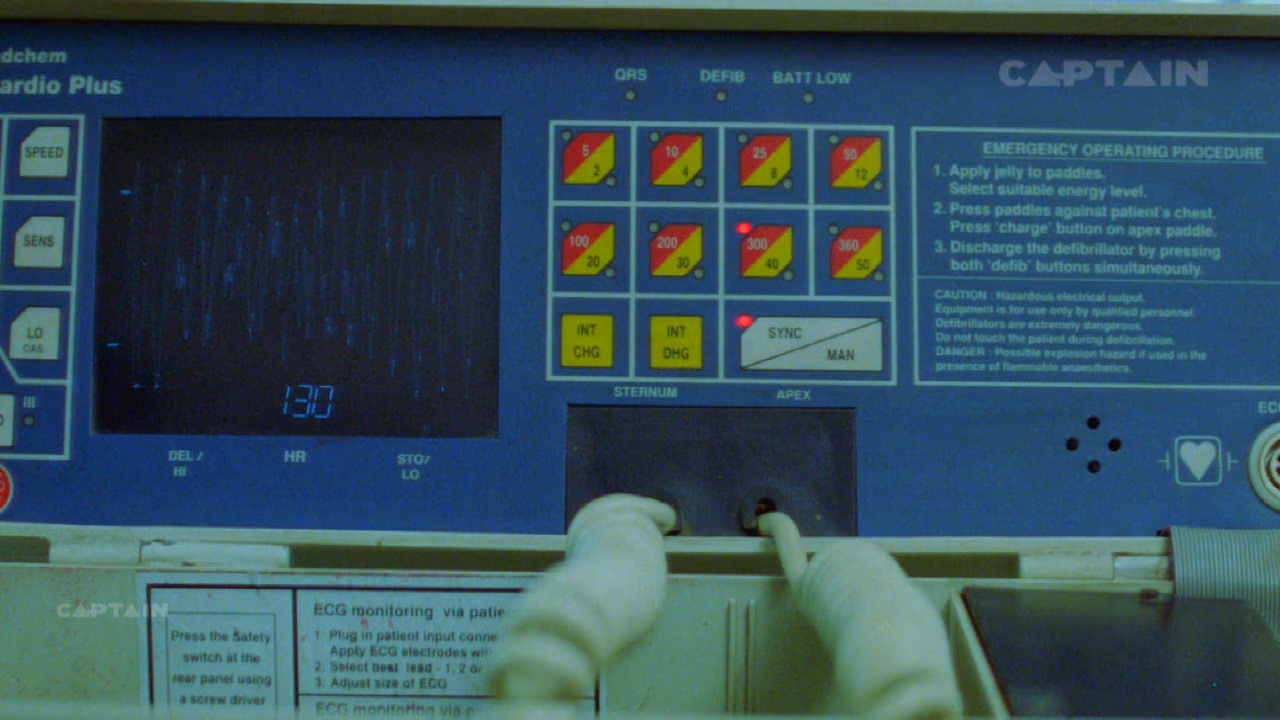 dchem
ardio Plus
QRS DEFIB BATT LOW
CAPTAIN
SPEED
SENS
LO
CAS
III
130
DEL /
HI
HR
STO/
LO
5 2
10 4
25 8
50 12
100 20
200 30
300 40
360 50
INT
CHG
INT
DHG
SYNC
MAN
STERNUM APEX
EMERGENCY OPERATING PROCEDURE
1. Apply jelly to paddles.
Select suitable energy level.
2. Press paddles against patient's chest.
Press 'charge' button on apex paddle.
3. Discharge the defibrillator by pressing
both 'defib' buttons simultaneously.
CAUTION : Hazardous electrical output.
Equipment is for use only by qualified personnel.
Defibrillators are extremely dangerous.
Do not touch the patient during defibrillation.
DANGER : Possible explosion hazard if used in the
presence of flammable anaesthetics.
EC
CAPTAIN
Press the Safety
switch at the
rear panel using
a screw driver
ECG monitoring via patie
1 Plug in patient input conne
Apply ECG electrodes wi
2. Select best lead - 1, 2 o
3. Adjust size of ECG
ECG monitoring via p